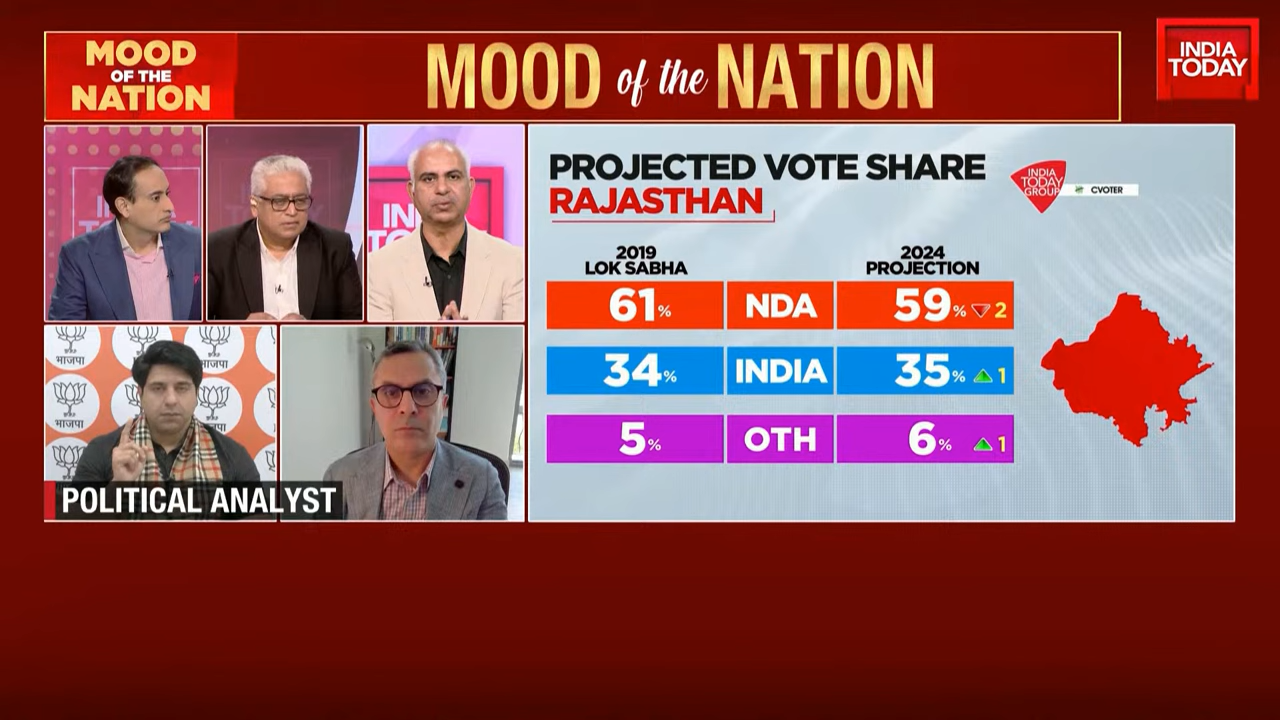 MOOD
OF THE
NATION
MOOD of the NATION
INDIA
TODAY
PROJECTED VOTE SHARE
RAJASTHAN
INDIA
TODAY
GROUP
CVOTER
2019
LOK SABHA
2024
PROJECTION
61% NDA 59% 2
34% INDIA 35% 1
5% OTH 6% 1
भाजपा
भाजपा
भाजपा
POLITICAL ANALYST